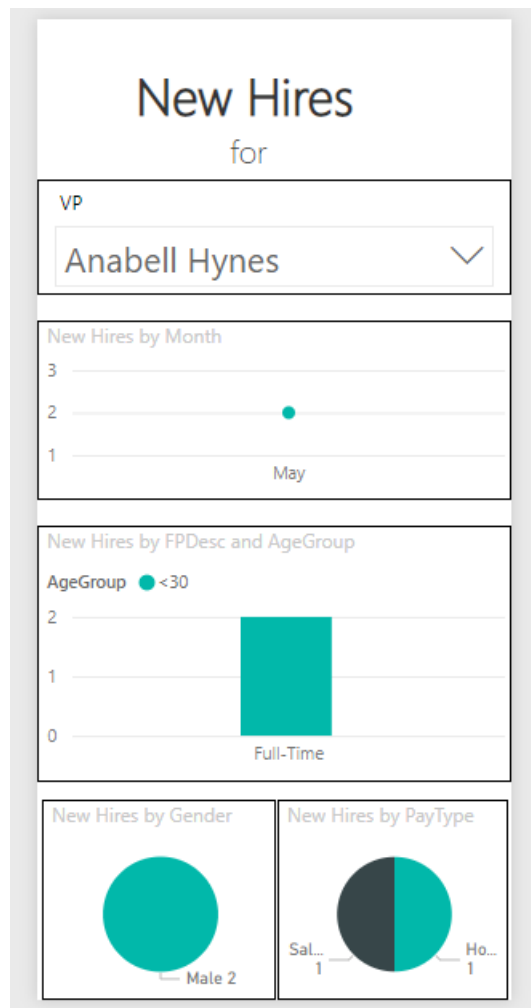 New Hires
for
VP
Anabell Hynes
New Hires by Month
3
2
1
May
New Hires by FPDesc and AgeGroup
AgeGroup <30
2
1
0
Full-Time
New Hires by Gender
Male 2
New Hires by PayType
Sal...
1
Ho...
1